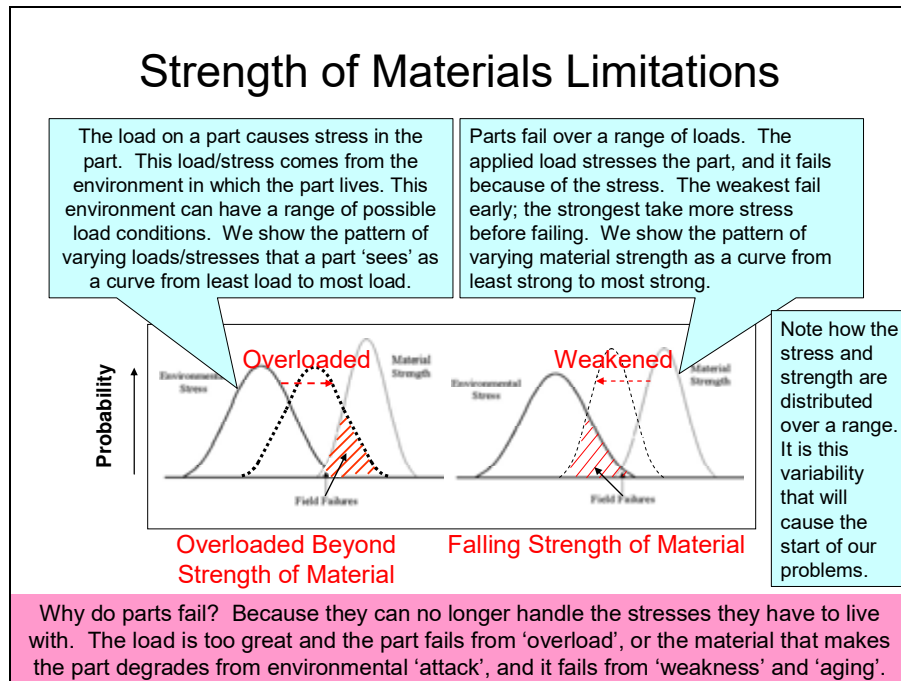 Strength of Materials Limitations
The load on a part causes stress in the
part. This load/stress comes from the
environment in which the part lives. This
environment can have a range of possible
load conditions. We show the pattern of
varying loads/stresses that a part ‘sees’ as
a curve from least load to most load.
Parts fail over a range of loads. The
applied load stresses the part, and it fails
because of the stress. The weakest fail
early; the strongest take more stress
before failing. We show the pattern of
varying material strength as a curve from
least strong to most strong.
Note how the
stress and
strength are
distributed
over a range.
It is this
variability
that will
cause the
start of our
problems.
Probability
Environmental
Stress
Overloaded
Material
Strength
Field Failures
Environmental
Stress
Weakened
Material
Strength
Field Failures
Overloaded Beyond
Strength of Material
Falling Strength of Material
Why do parts fail? Because they can no longer handle the stresses they have to live
with. The load is too great and the part fails from ‘overload’, or the material that makes
the part degrades from environmental ‘attack’, and it fails from ‘weakness’ and ‘aging’.